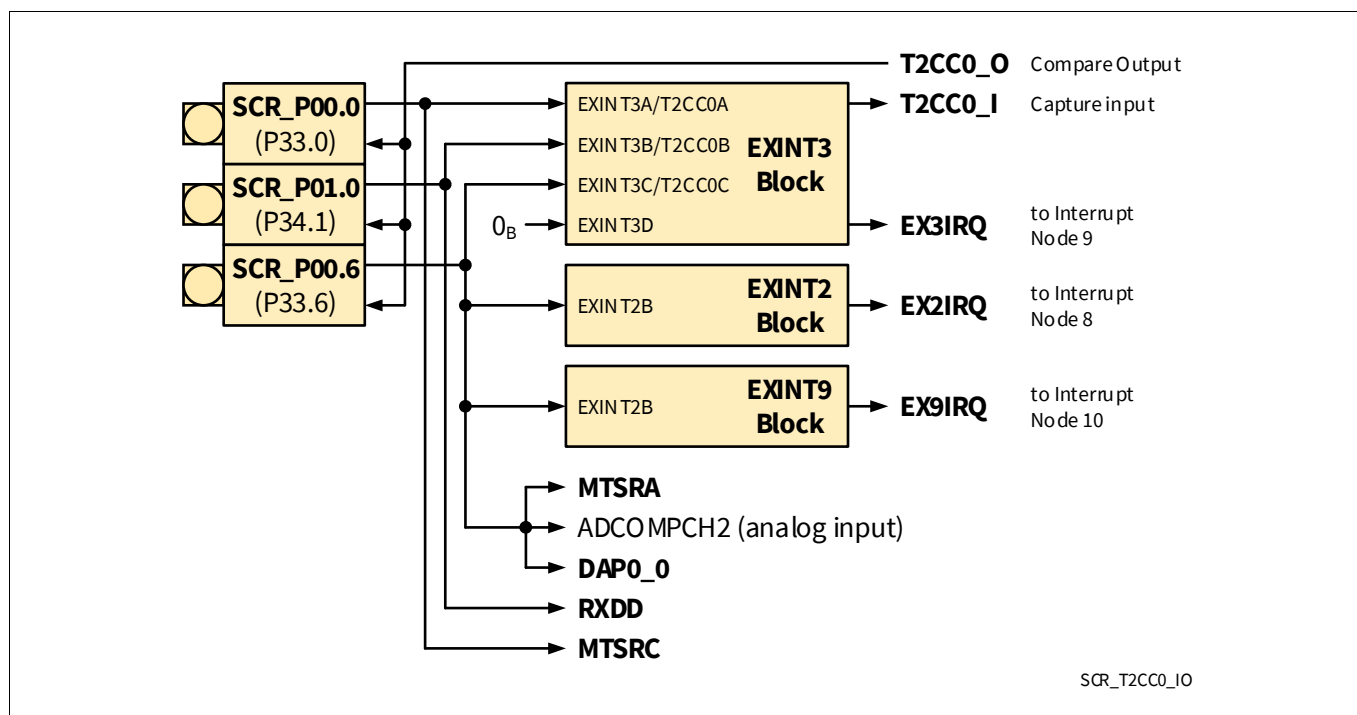 T2CC0_O Compare Output
SCR_P00.0
(P33.0)
EXINT3A/T2CC0A
T2CC0_I Capture input
EXINT3B/T2CC0B
EXINT3
Block
SCR_P01.0
(P34.1)
EXINT3C/T2CC0C
0B
EXINT3D
EX3IRQ
to Interrupt
Node 9
SCR_P00.6
(P33.6)
EXINT2B
EXINT2
Block
EX2IRQ
to Interrupt
Node 8
EXINT2B
EXINT9
Block
EX9IRQ
to Interrupt
Node 10
MTSRA
ADCOMPCH2 (analog input)
DAP0_0
RXDD
MTSRC
SCR_T2CC0_IO